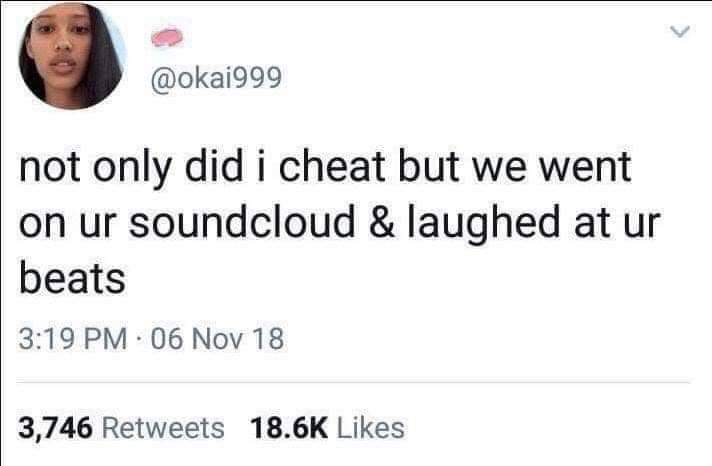 @okai999
not only did i cheat but we went
on ur soundcloud & laughed at ur
beats
3:19 PM · 06 Nov 18
3,746 Retweets 18.6K Likes